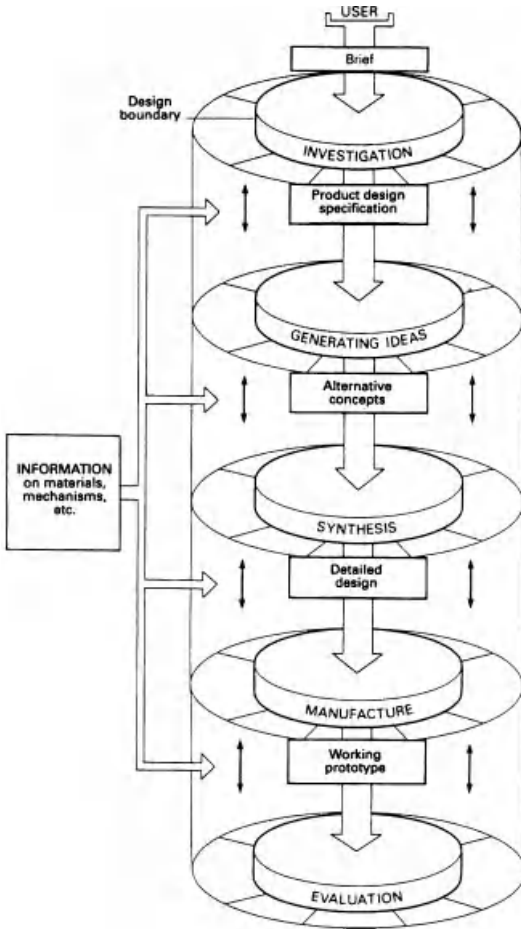 USER
Brief
Design
boundary
INVESTIGATION
Product design
specification
GENERATING IDEAS
Alternative
concepts
INFORMATION
on materials,
mechanisms,
etc.
SYNTHESIS
Detailed
design
MANUFACTURE
Working
prototype
EVALUATION